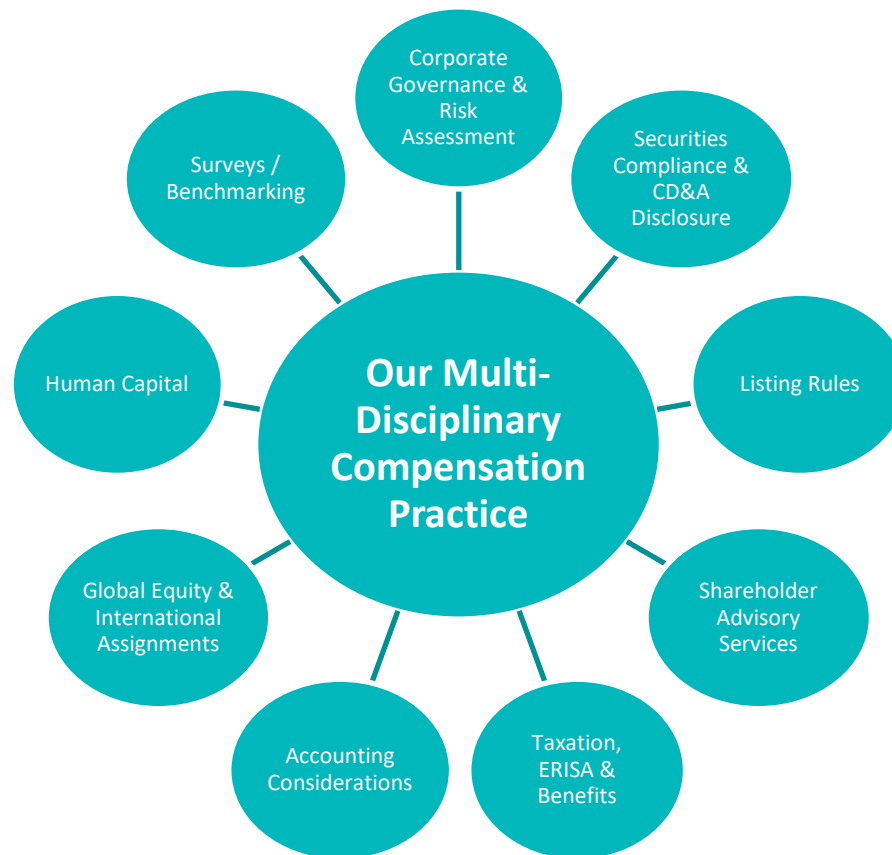 Corporate
Governance &
Risk
Assessment
Securities
Compliance &
CD&A
Disclosure
Surveys /
Benchmarking
Human Capital
Our Multi-
Disciplinary
Compensation
Practice
Listing Rules
Global Equity &
International
Assignments
Shareholder
Advisory
Services
Accounting
Considerations
Taxation,
ERISA &
Benefits